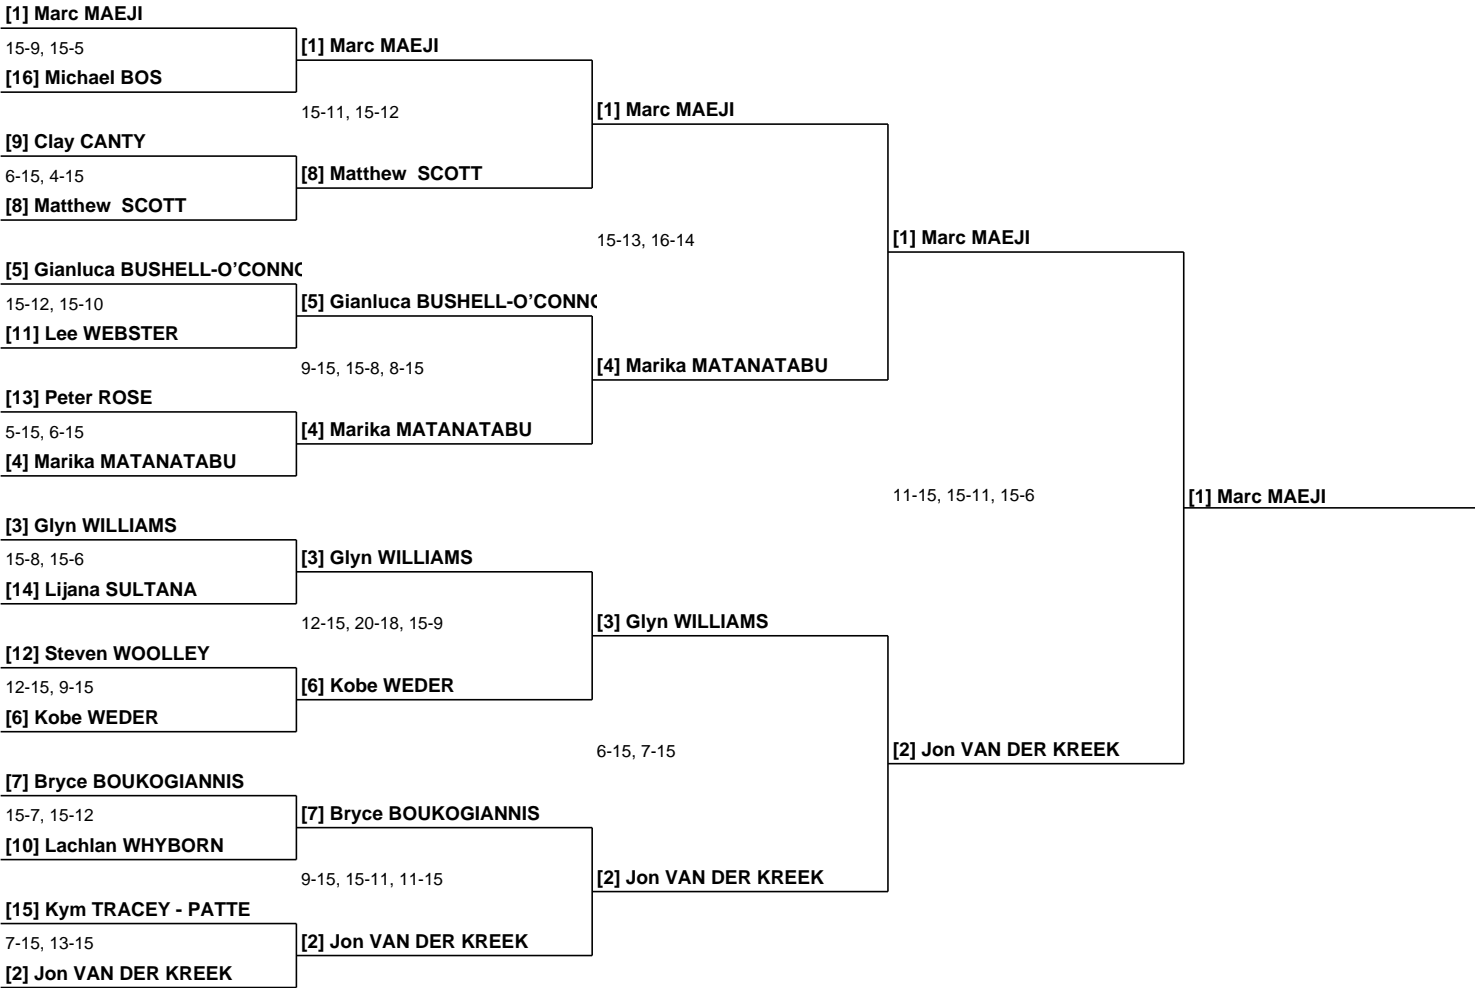 [1] Marc MAEJI
15-9, 15-5
[16] Michael BOS
[9] Clay CANTY
6-15, 4-15
[8] Matthew  SCOTT
[5] Gianluca BUSHELL-O'CONNO
15-12, 15-10
[11] Lee WEBSTER
[13] Peter ROSE
5-15, 6-15
[4] Marika MATANATABU
[3] Glyn WILLIAMS
15-8, 15-6
[14] Lijana SULTANA
[12] Steven WOOLLEY
12-15, 9-15
[6] Kobe WEDER
[7] Bryce BOUKOGIANNIS
15-7, 15-12
[10] Lachlan WHYBORN
[15] Kym TRACEY - PATTE
7-15, 13-15
[2] Jon VAN DER KREEK
[1] Marc MAEJI
15-11, 15-12
[8] Matthew  SCOTT
[5] Gianluca BUSHELL-O'CONNO
9-15, 15-8, 8-15
[4] Marika MATANATABU
[3] Glyn WILLIAMS
12-15, 20-18, 15-9
[6] Kobe WEDER
[7] Bryce BOUKOGIANNIS
9-15, 15-11, 11-15
[2] Jon VAN DER KREEK
[1] Marc MAEJI
15-13, 16-14
[4] Marika MATANATABU
[3] Glyn WILLIAMS
6-15, 7-15
[2] Jon VAN DER KREEK
[1] Marc MAEJI
11-15, 15-11, 15-6
[2] Jon VAN DER KREEK
[1] Marc MAEJI